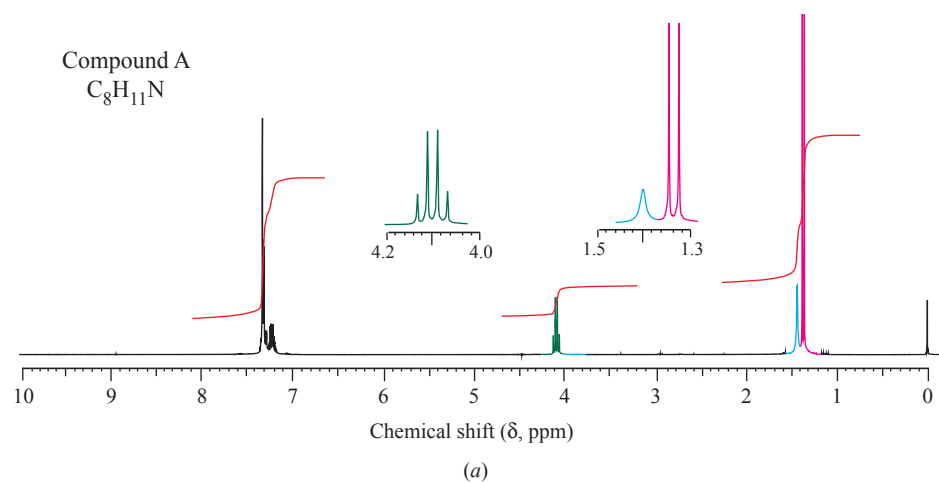 Compound A
C₈H₁₁N
4.2 4.0
1.5 1.3
10 9 8 7 6 5 4 3 2 1 0
Chemical shift (δ, ppm)
(a)